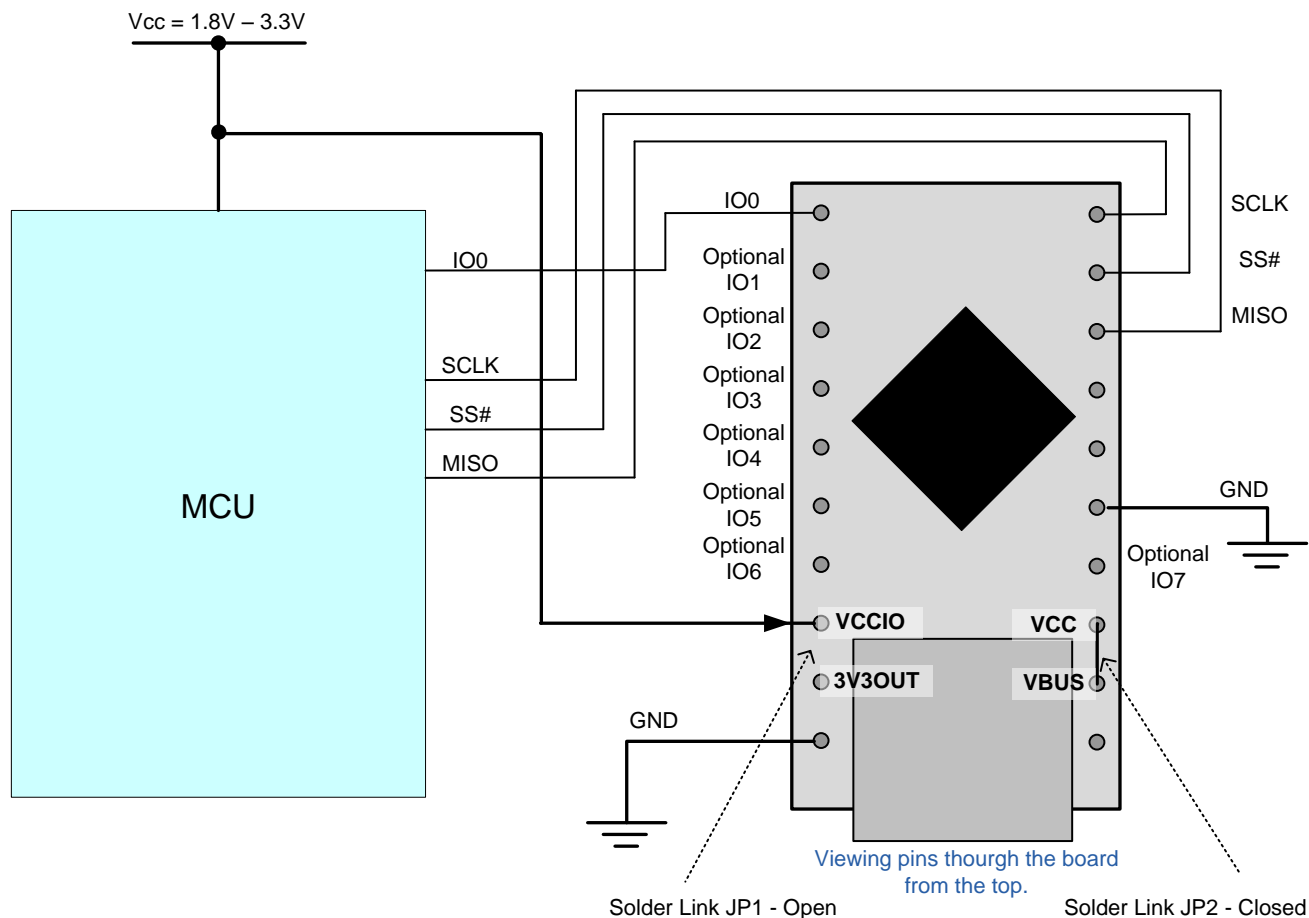 Vcc = 1.8V – 3.3V
IO0
SCLK
SS#
MISO
MCU
IO0
Optional
IO1
Optional
IO2
Optional
IO3
Optional
IO4
Optional
IO5
Optional
IO6
VCCIO
3V3OUT
GND
SCLK
SS#
MISO
GND
Optional
IO7
VCC
VBUS
Viewing pins thourgh the board
from the top.
Solder Link JP1 - Open
Solder Link JP2 - Closed